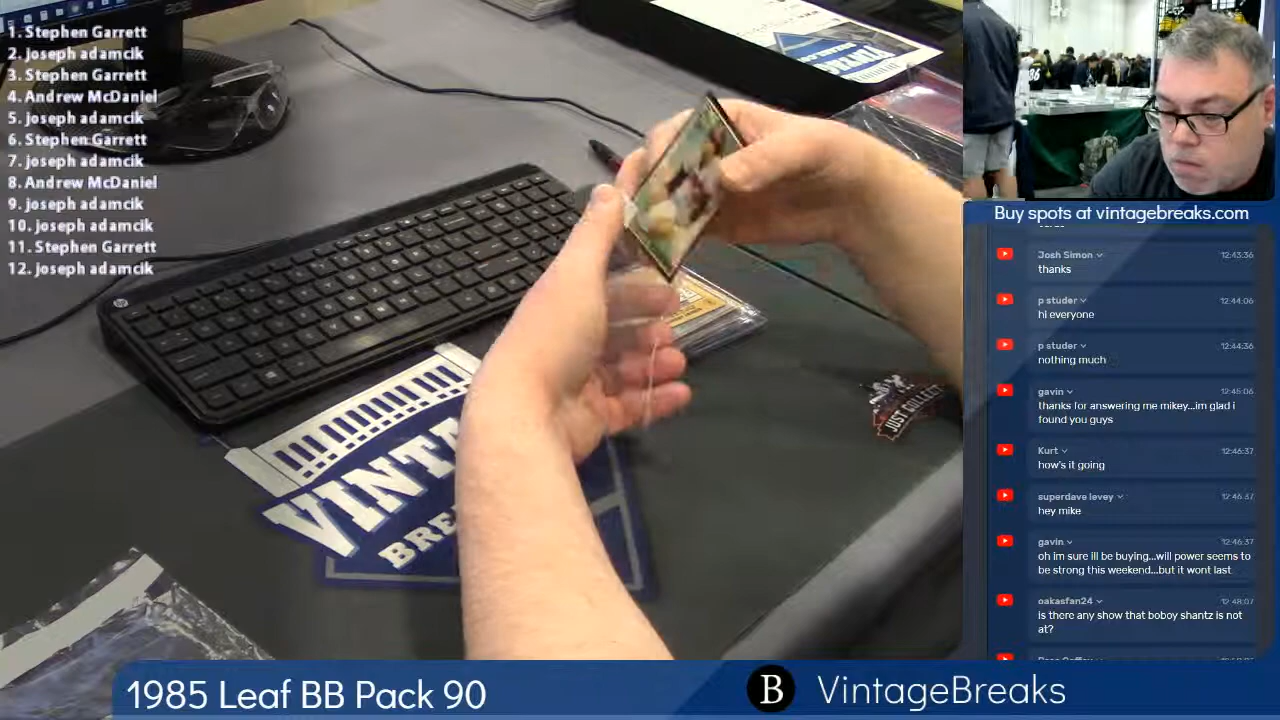 1. Stephen Garrett
2. joseph adamcik
3. Stephen Garrett
4. Andrew McDaniel
5. joseph adamcik
6. Stephen Garrett
7. joseph adamcik
8. Andrew McDaniel
9. joseph adamcik
10. joseph adamcik
11. Stephen Garrett
12. joseph adamcik
acer
JUST COLLECT
Buy spots at vintagebreaks.com
Josh Simon 12:43:36
thanks
p studer 12:44:06
hi everyone
p studer 12:44:36
nothing much
gavin 12:45:06
thanks for answering me mikey...im glad i
found you guys
Kurt 12:46:37
how's it going
superdave levey 12:46:37
hey mike
gavin 12:46:37
oh im sure ill be buying...will power seems to
be strong this weekend...but it wont last
oakasfan24 12:48:07
is there any show that boboy shantz is not
at?
1985 Leaf BB Pack 90
B VintageBreaks